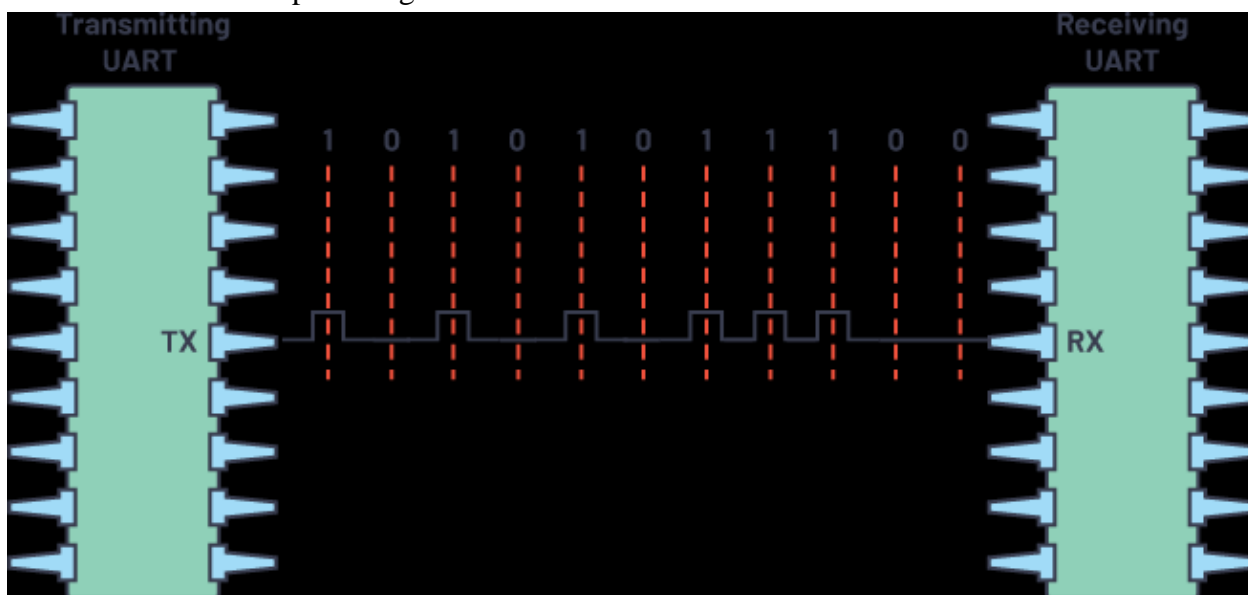 Transmitting
UART
Receiving
UART
1 0 1 0 1 0 1 1 1 0 0
TX
RX